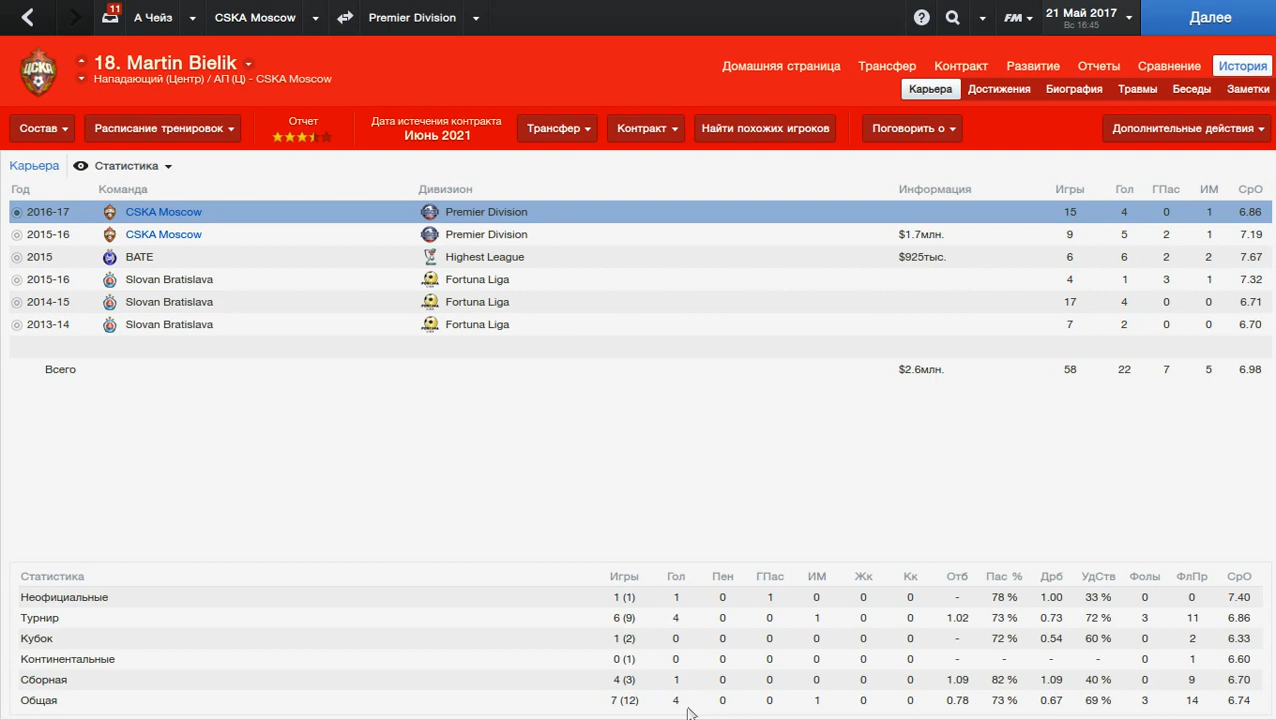 11 А Чейз CSKA Moscow Premier Division FM 21 Май 2017 Вс 16:45 Далее
ЦСКА 18. Martin Bielik
Нападающий (Центр) / АП (Ц) - CSKA Moscow
Домашняя страница Трансфер Контракт Развитие Отчеты Сравнение История
Карьера Достижения Биография Травмы Беседы Заметки
Состав Расписание тренировок Отчет Дата истечения контракта Июнь 2021 Трансфер Контракт Найти похожих игроков Поговорить о Дополнительные действия
Карьера Статистика
Год Команда Дивизион Информация Игры Гол ГПас ИМ СрО
2016-17 CSKA Moscow Premier Division 15 4 0 1 6.86
2015-16 CSKA Moscow Premier Division $1.7млн. 9 5 2 1 7.19
2015 BATE Highest League $925тыс. 6 6 2 2 7.67
2015-16 Slovan Bratislava Fortuna Liga 4 1 3 1 7.32
2014-15 Slovan Bratislava Fortuna Liga 17 4 0 0 6.71
2013-14 Slovan Bratislava Fortuna Liga 7 2 0 0 6.70
Всего $2.6млн. 58 22 7 5 6.98
Статистика Игры Гол Пен ГПас ИМ Жк Кк Отб Пас % Дрб УдСтв Фолы ФлПр СрО
Неофициальные 1 (1) 1 0 1 0 0 0 - 78 % 1.00 33 % 0 0 7.40
Турнир 6 (9) 4 0 0 1 0 0 1.02 73 % 0.73 72 % 3 11 6.86
Кубок 1 (2) 0 0 0 0 0 0 - 72 % 0.54 60 % 0 2 6.33
Континентальные 0 (1) 0 0 0 0 0 0 - - - - 0 1 6.60
Сборная 4 (3) 1 0 0 0 0 0 1.09 82 % 1.09 40 % 0 9 6.70
Общая 7 (12) 4 0 0 1 0 0 0.78 73 % 0.67 69 % 3 14 6.74